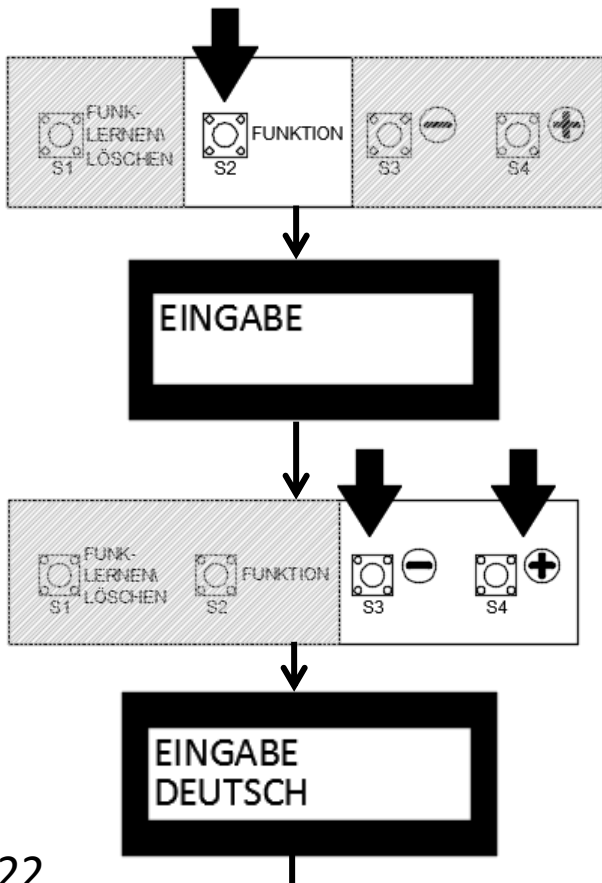 FUNK-
LERNEN\
LÖSCHEN
S1
S2
FUNKTION
S3
S4
EINGABE
FUNK-
LERNEN\
LÖSCHEN
S1
S2
FUNKTION
S3
S4
EINGABE
DEUTSCH
22